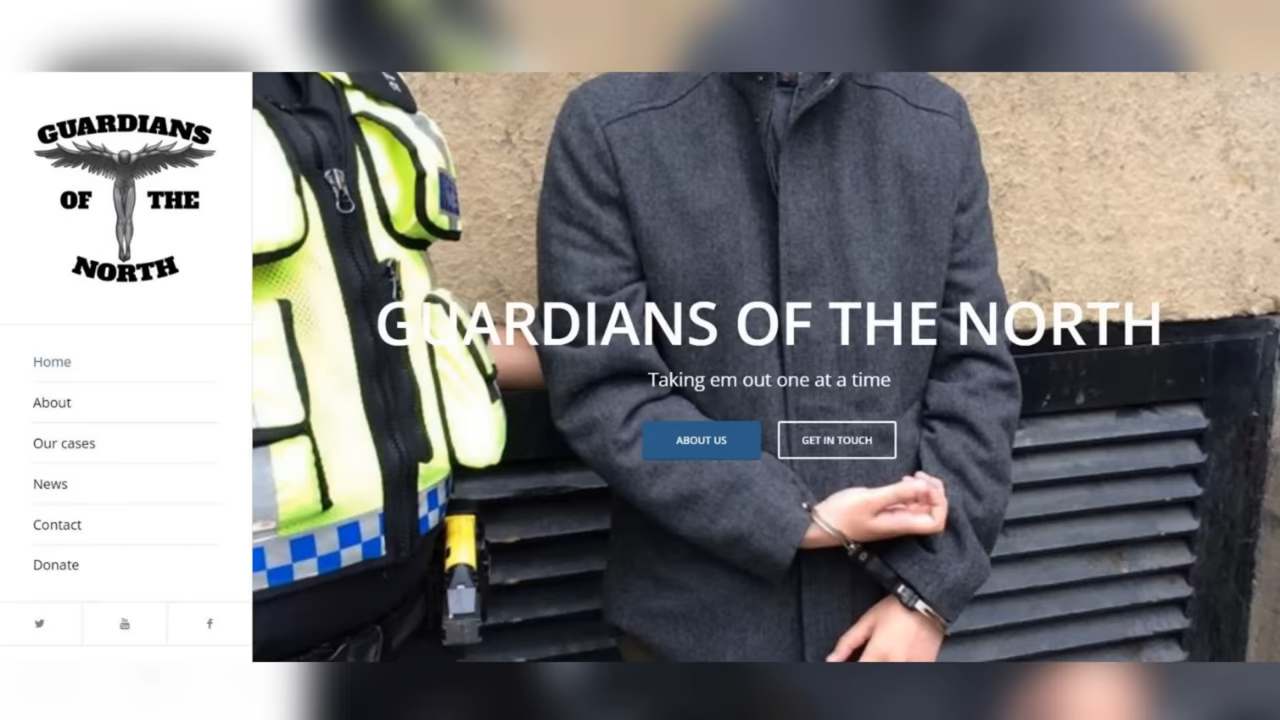 GUARDIANS
OF THE
NORTH
Home
About
Our cases
News
Contact
Donate
GUARDIANS OF THE NORTH
Taking em out one at a time
ABOUT US
GET IN TOUCH